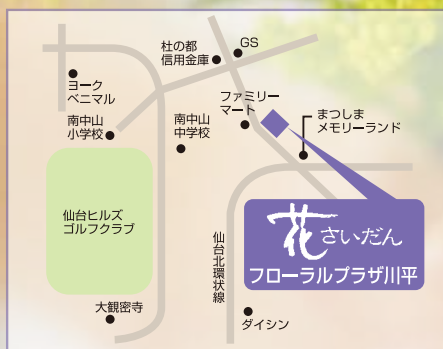 杜の都
信用金庫
GS
ヨーク
ベニマル
ファミリー
マート
まつしま
メモリーランド
南中山
小学校
南中山
中学校
仙台ヒルズ
ゴルフクラブ
仙台北環状線
花さいだん
フローラルプラザ川平
大観密寺
ダイシン